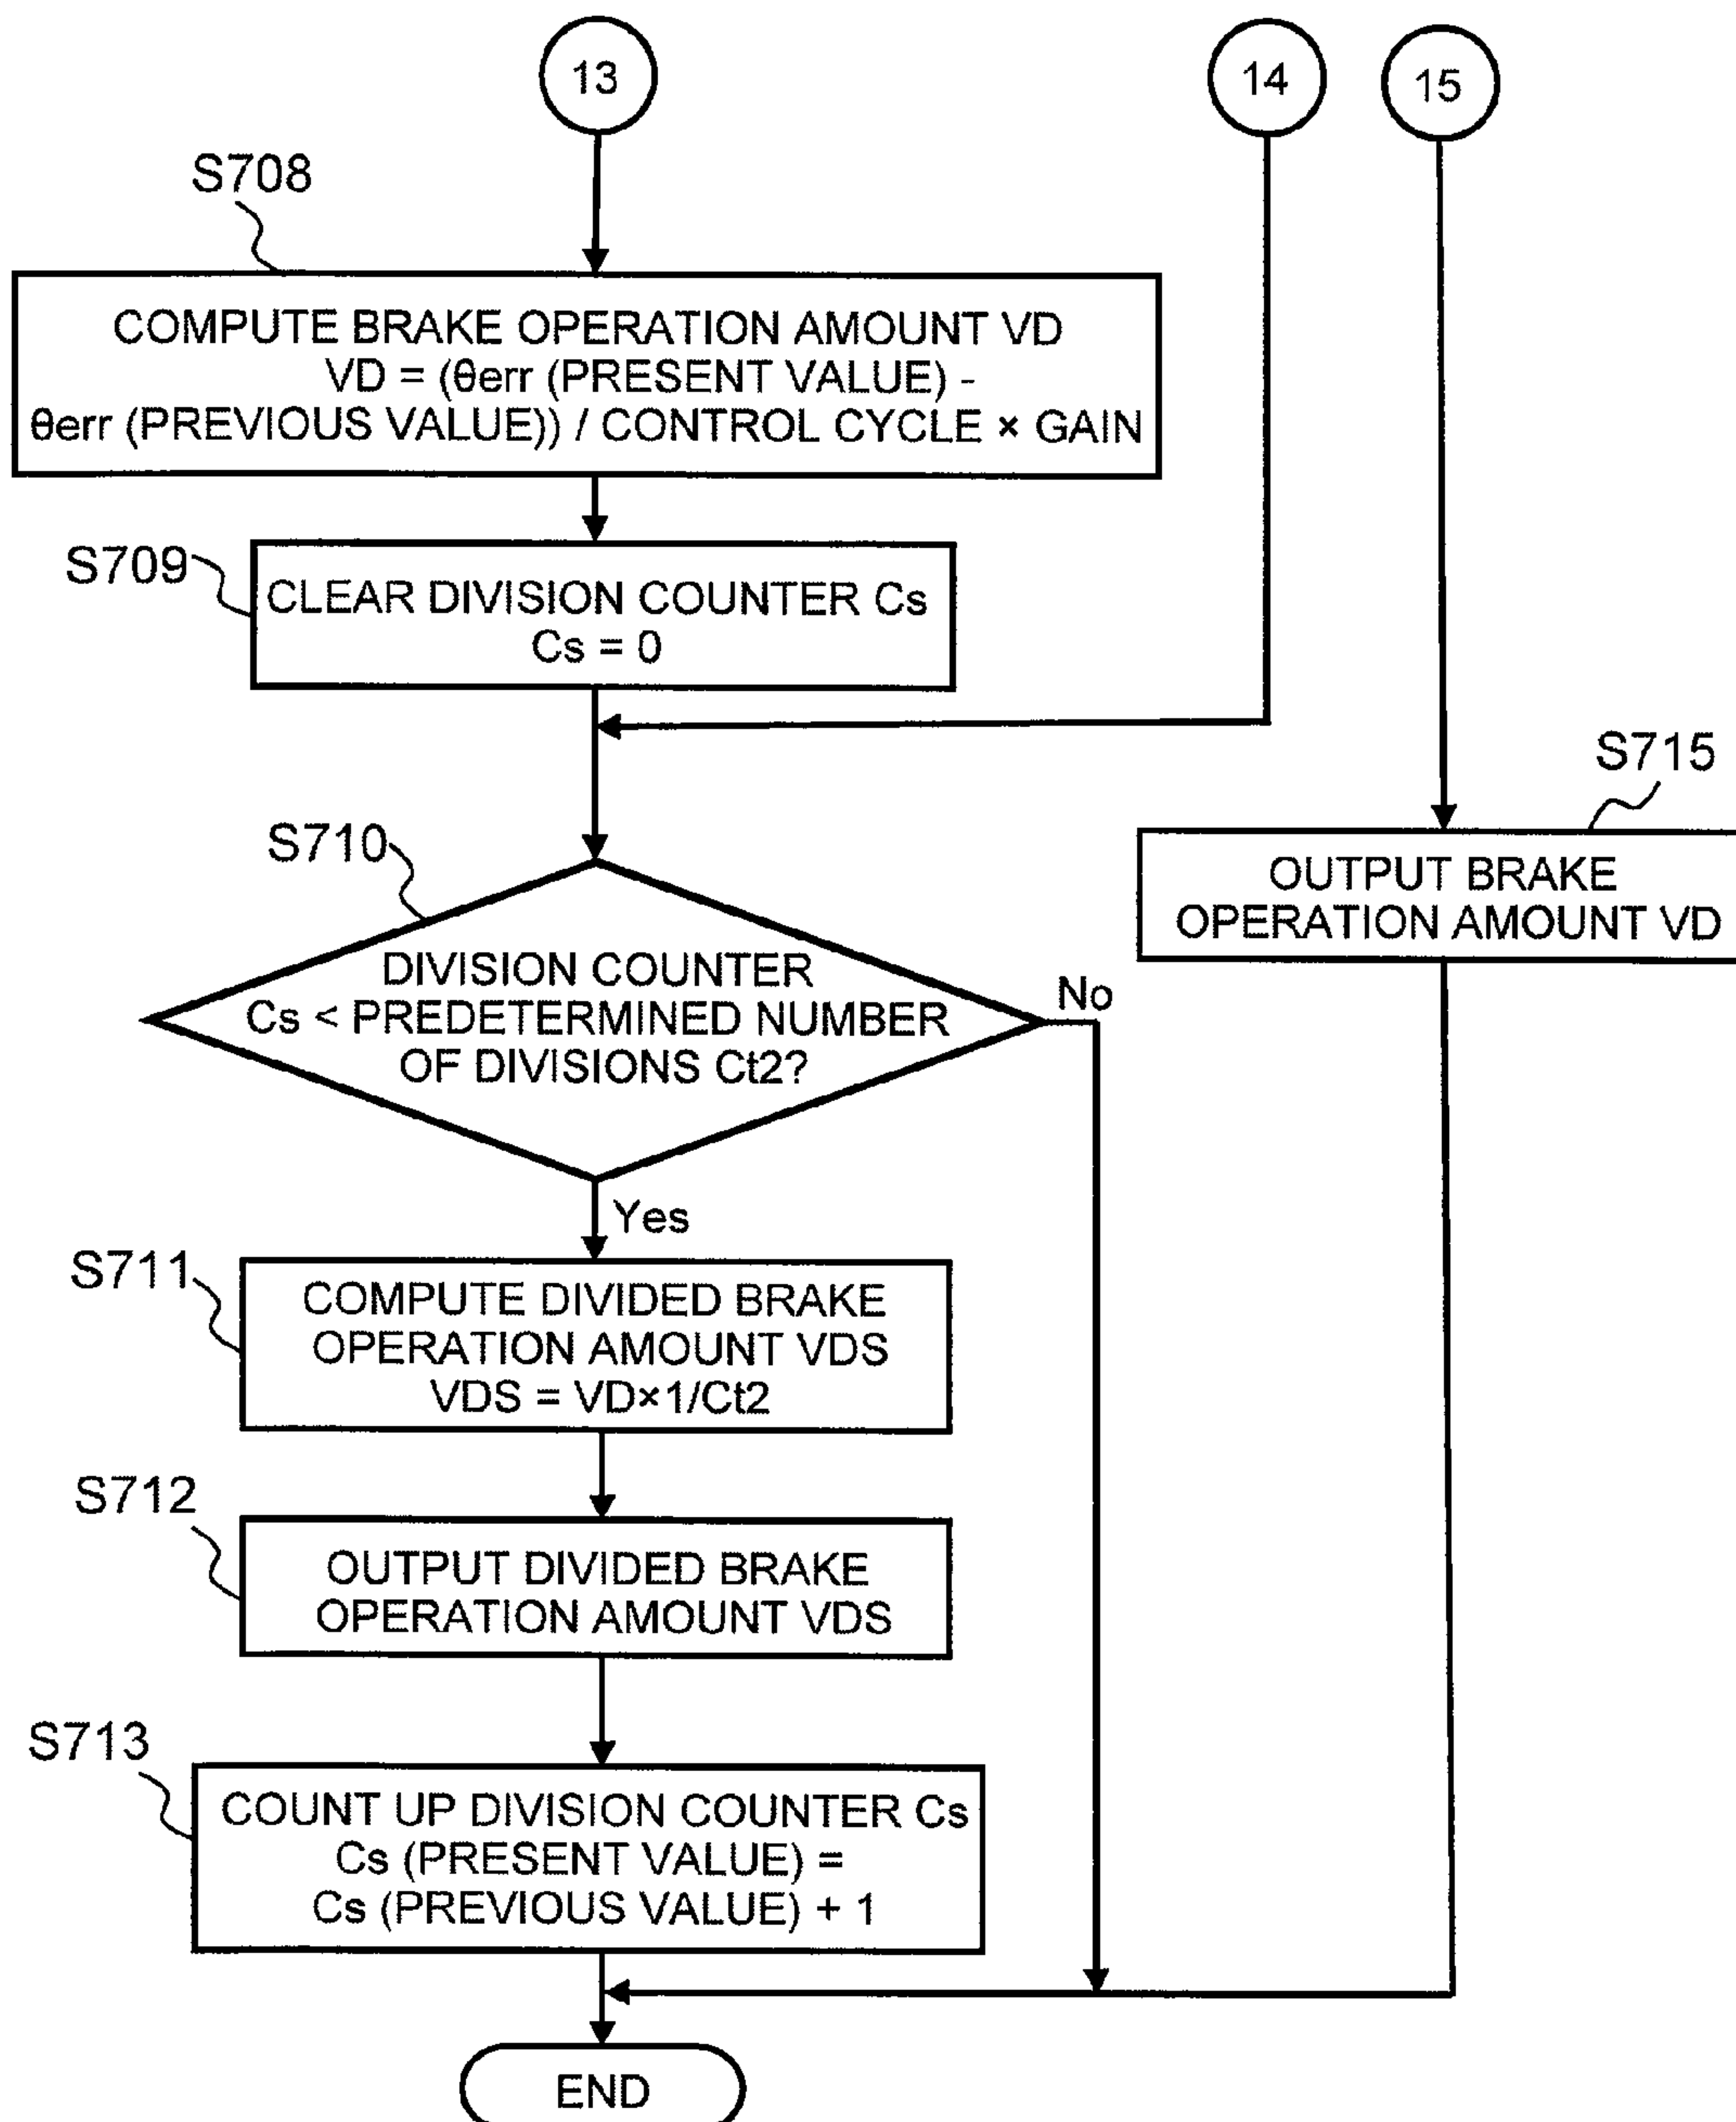 13
14
15
S708
COMPUTE BRAKE OPERATION AMOUNT VD
VD = (θerr (PRESENT VALUE) -
θerr (PREVIOUS VALUE)) / CONTROL CYCLE × GAIN
S709
CLEAR DIVISION COUNTER Cs
Cs = 0
S715
OUTPUT BRAKE
OPERATION AMOUNT VD
S710
DIVISION COUNTER
Cs < PREDETERMINED NUMBER
OF DIVISIONS Ct2?
No
Yes
S711
COMPUTE DIVIDED BRAKE
OPERATION AMOUNT VDS
VDS = VD×1/Ct2
S712
OUTPUT DIVIDED BRAKE
OPERATION AMOUNT VDS
S713
COUNT UP DIVISION COUNTER Cs
Cs (PRESENT VALUE) =
Cs (PREVIOUS VALUE) + 1
END